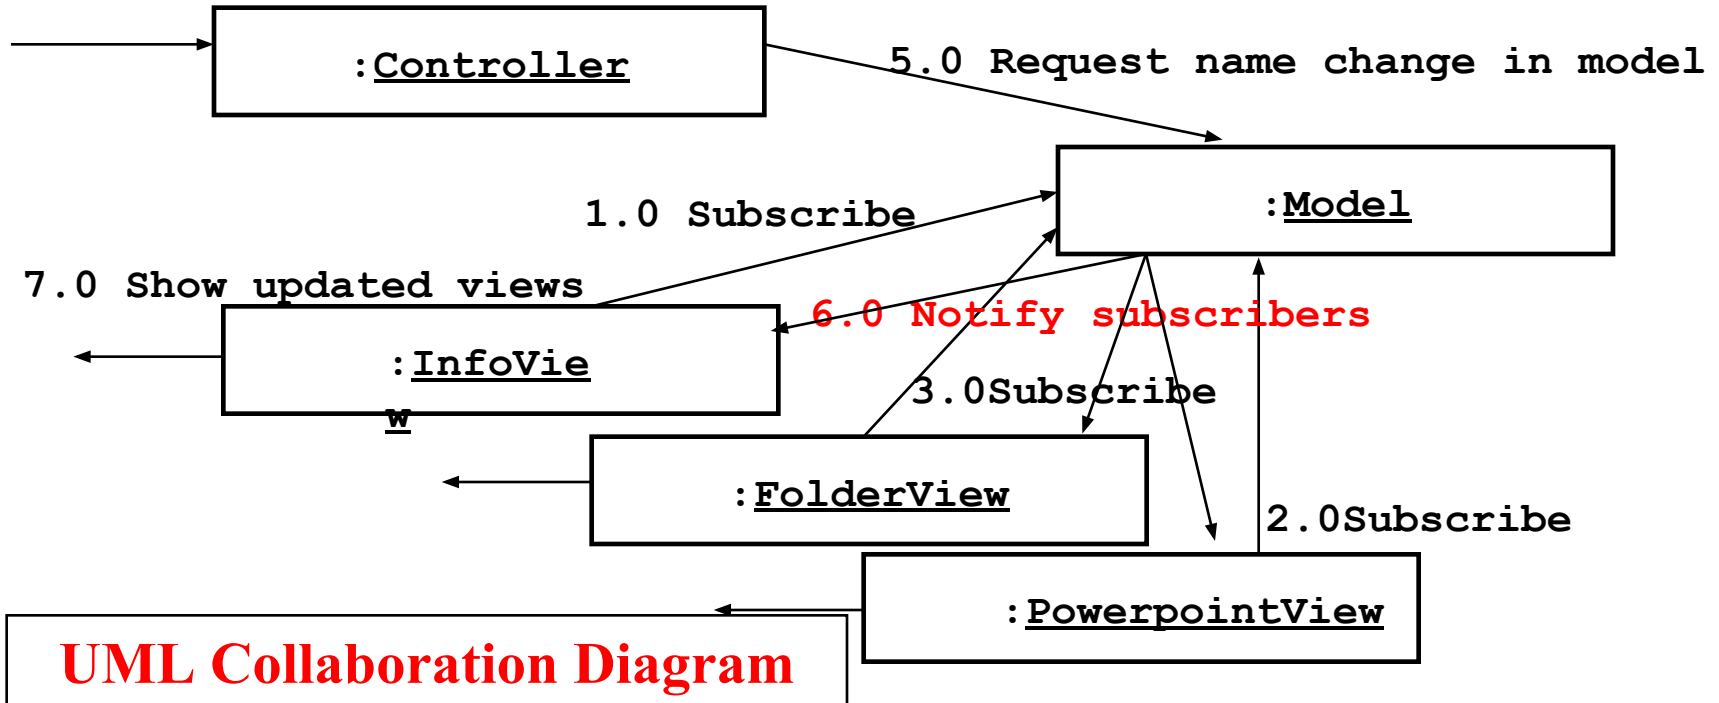 :Controller
5.0 Request name change in model
:Model
1.0 Subscribe
7.0 Show updated views
6.0 Notify subscribers
:InfoVie
w
3.0Subscribe
:FolderView
2.0Subscribe
:PowerpointView
UML Collaboration Diagram